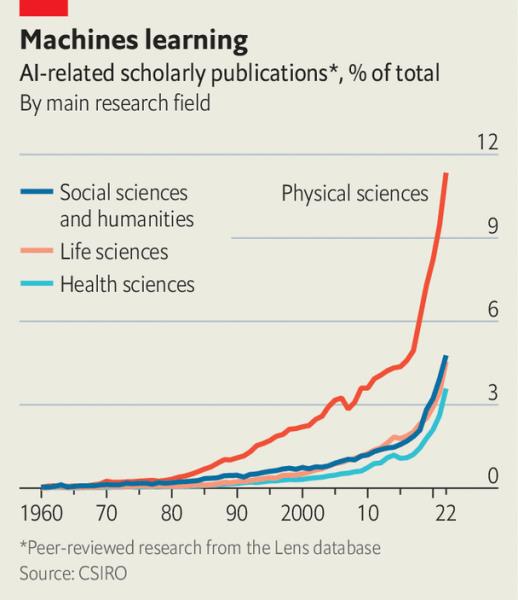 Machines learning
AI-related scholarly publications*, % of total
By main research field
12
Social sciences
and humanities
Physical sciences
9
Life sciences
Health sciences
6
3
0
1960 70 80 90 2000 10 22
*Peer-reviewed research from the Lens database
Source: CSIRO